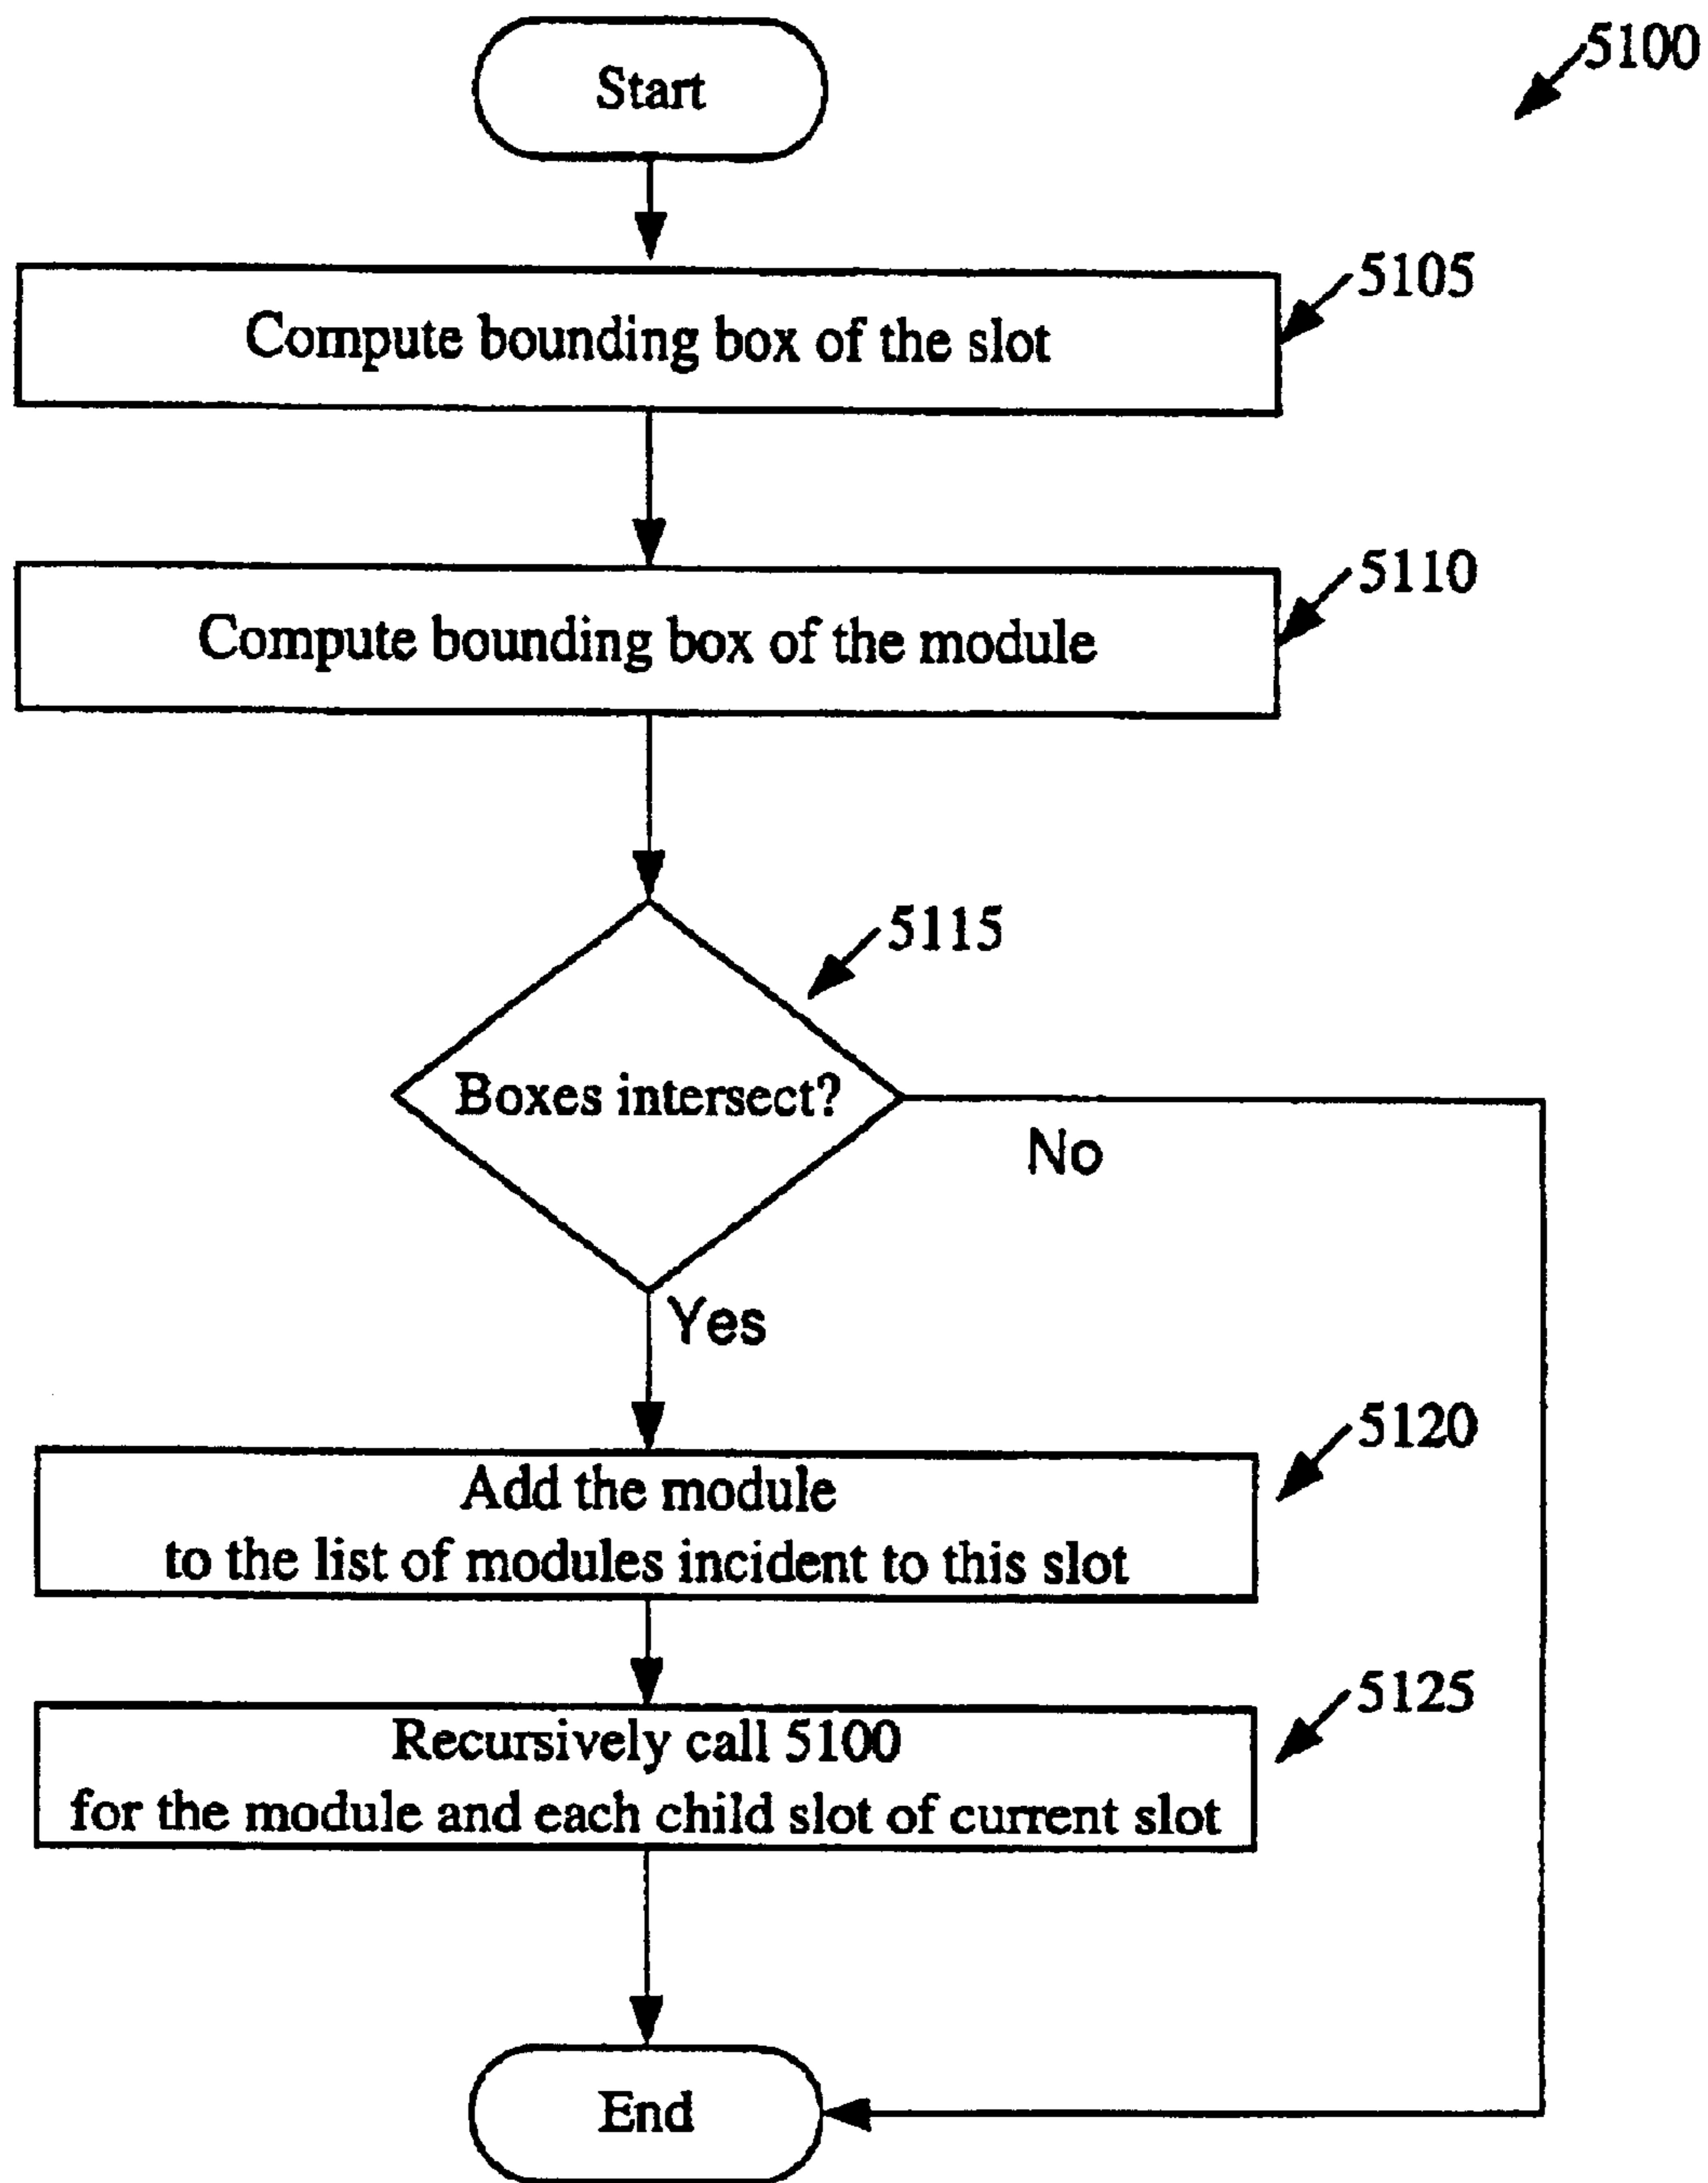 Start
5100
Compute bounding box of the slot
5105
Compute bounding box of the module
5110
Boxes intersect?
5115
No
Yes
Add the module
to the list of modules incident to this slot
5120
Recursively call 5100
for the module and each child slot of current slot
5125
End